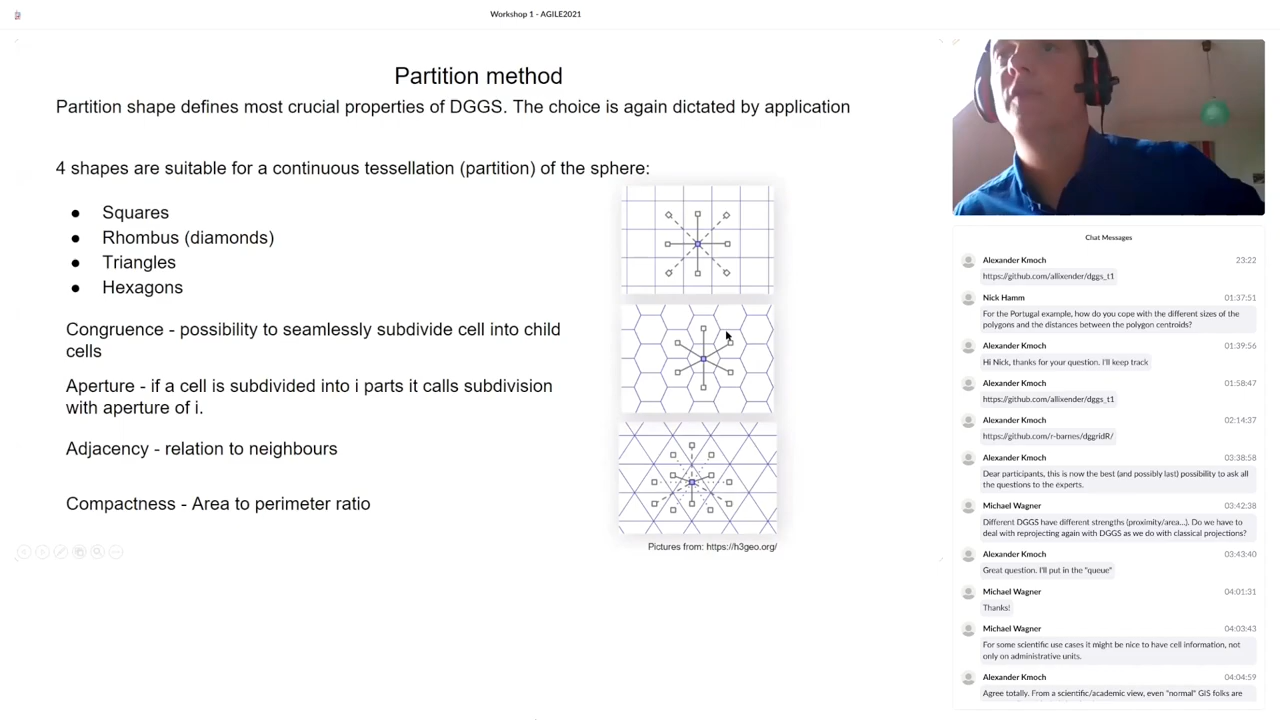 Workshop 1 - AGILE2021
Partition method
Partition shape defines most crucial properties of DGGS. The choice is again dictated by application
4 shapes are suitable for a continuous tessellation (partition) of the sphere:
● Squares
● Rhombus (diamonds)
● Triangles
● Hexagons
Congruence - possibility to seamlessly subdivide cell into child
cells
Aperture - if a cell is subdivided into i parts it calls subdivision
with aperture of i.
Adjacency - relation to neighbours
Compactness - Area to perimeter ratio
Pictures from: https://h3geo.org/
Chat Messages
Alexander Kmoch 23:22
https://github.com/allixender/dggs_t1
Nick Hamm 01:37:51
For the Portugal example, how do you cope with the different sizes of the
polygons and the distances between the polygon centroids?
Alexander Kmoch 01:39:56
Hi Nick, thanks for your question. I'll keep track
Alexander Kmoch 01:58:47
https://github.com/allixender/dggs_t1
Alexander Kmoch 02:14:37
https://github.com/r-barnes/dggridR/
Alexander Kmoch 03:38:58
Dear participants, this is now the best (and possibly last) possibility to ask all
the questions to the experts.
Michael Wagner 03:42:38
Different DGGS have different strengths (proximity/area...). Do we have to
deal with reprojecting again with DGGS as we do with classical projections?
Alexander Kmoch 03:43:40
Great question. I'll put in the "queue"
Michael Wagner 04:01:31
Thanks!
Michael Wagner 04:03:43
For some scientific use cases it might be nice to have cell information, not
only on administrative units.
Alexander Kmoch 04:04:59
Agree totally. From a scientific/academic view, even "normal" GIS folks are